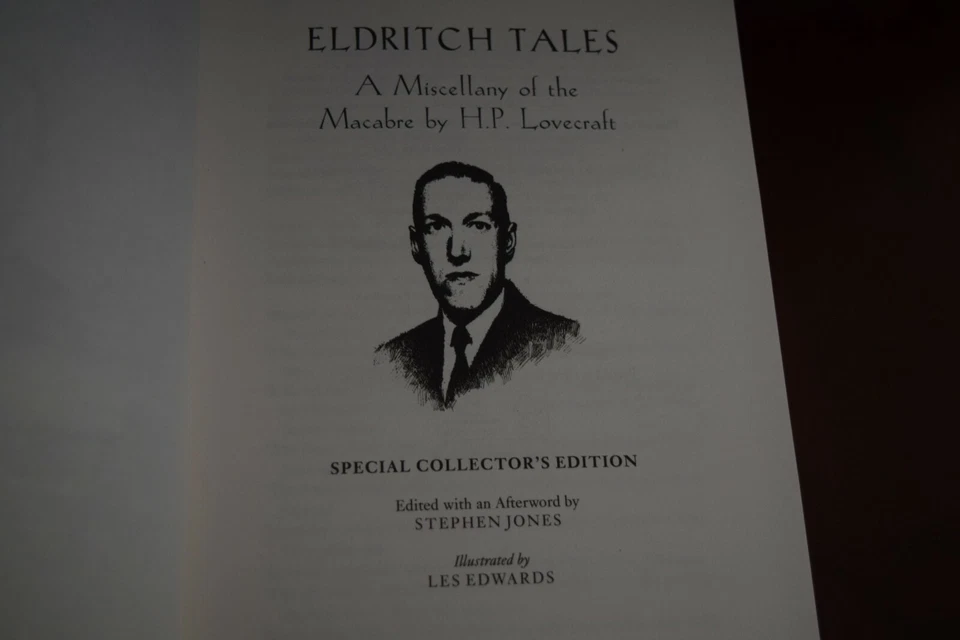 ELDRITCH TALES
A Miscellany of the
Macabre by H.P. Lovecraft
SPECIAL COLLECTOR'S EDITION
Edited with an Afterword by
STEPHEN JONES
Illustrated by
LES EDWARDS